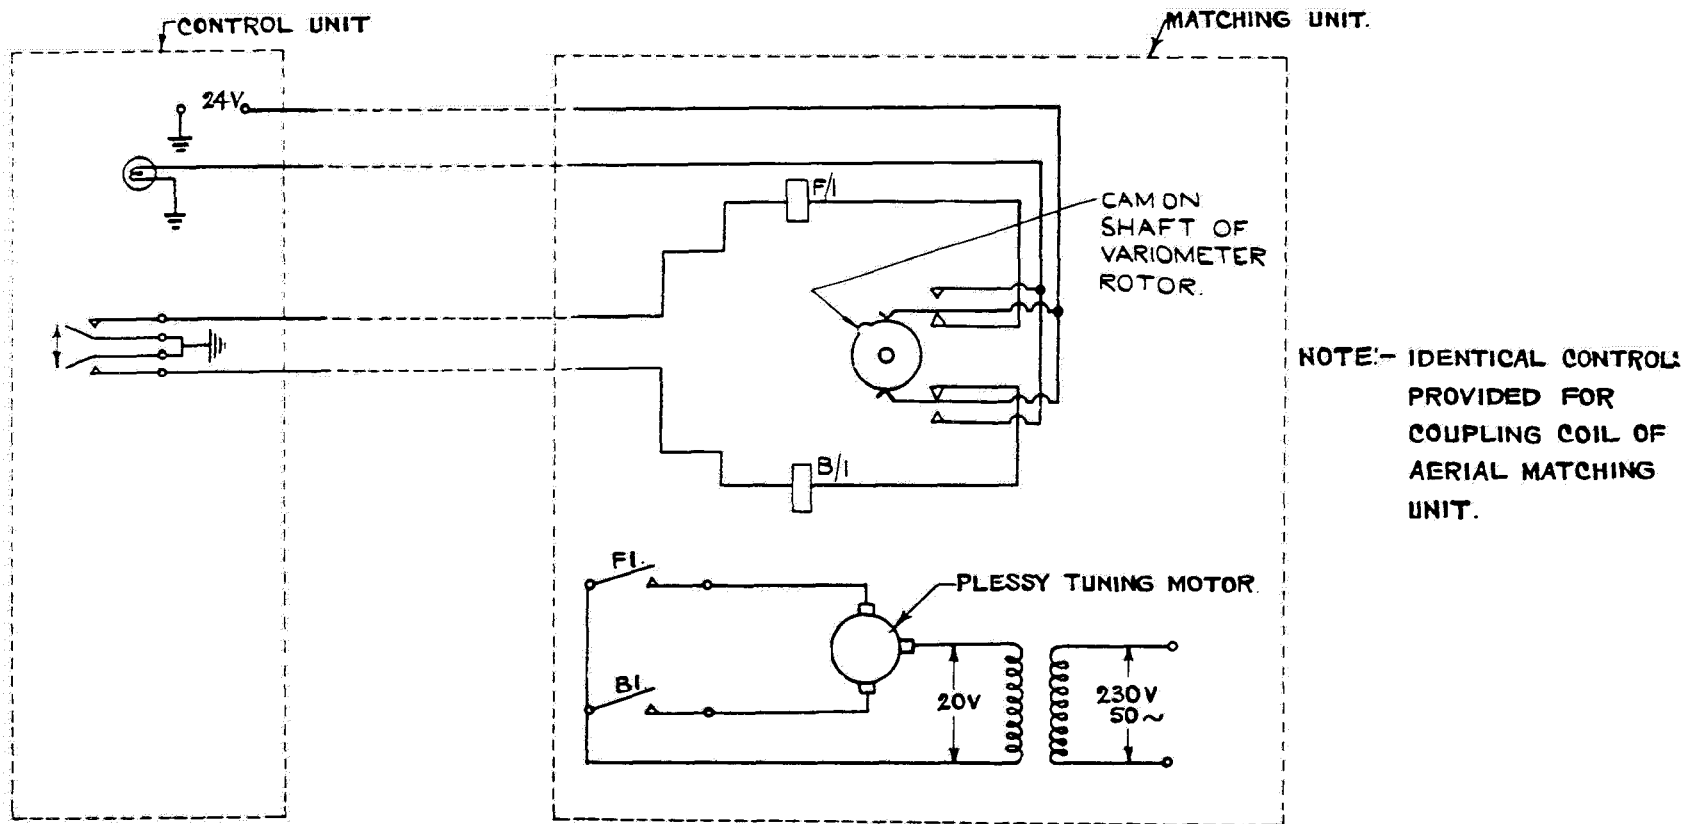 CONTROL UNIT
MATCHING UNIT.
24V
F/1
CAM ON
SHAFT OF
VARIOMETER
ROTOR.
NOTE:- IDENTICAL CONTROL:
PROVIDED FOR
COUPLING COIL OF
AERIAL MATCHING
UNIT.
B/1
F1.
PLESSY TUNING MOTOR
B1.
20V
230V
50~